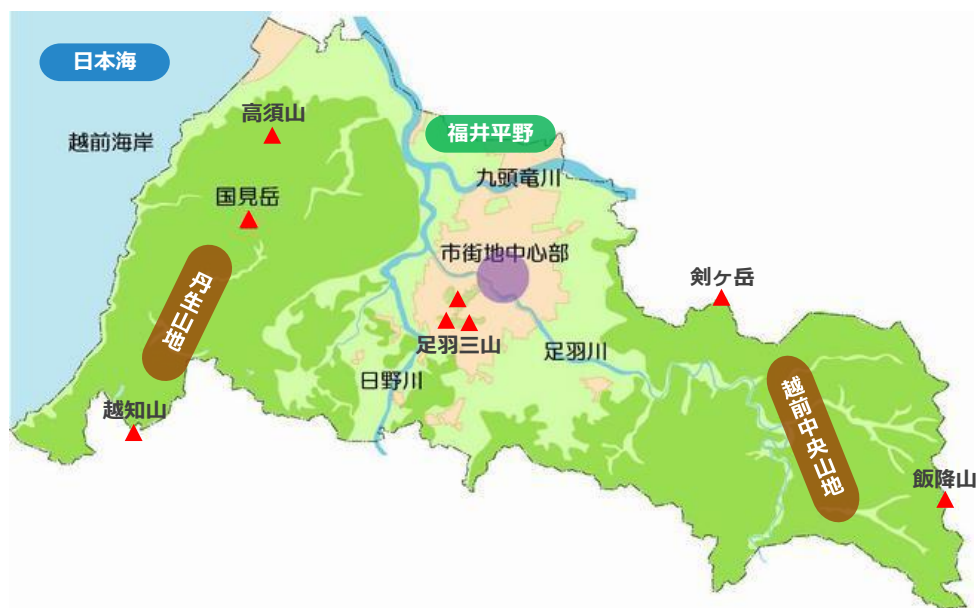 日本海
高須山
越前海岸
福井平野
九頭竜川
国見岳
市街地中心部
剣ヶ岳
丹生山地
足羽三山
足羽川
日野川
越前中央山地
越知山
飯降山